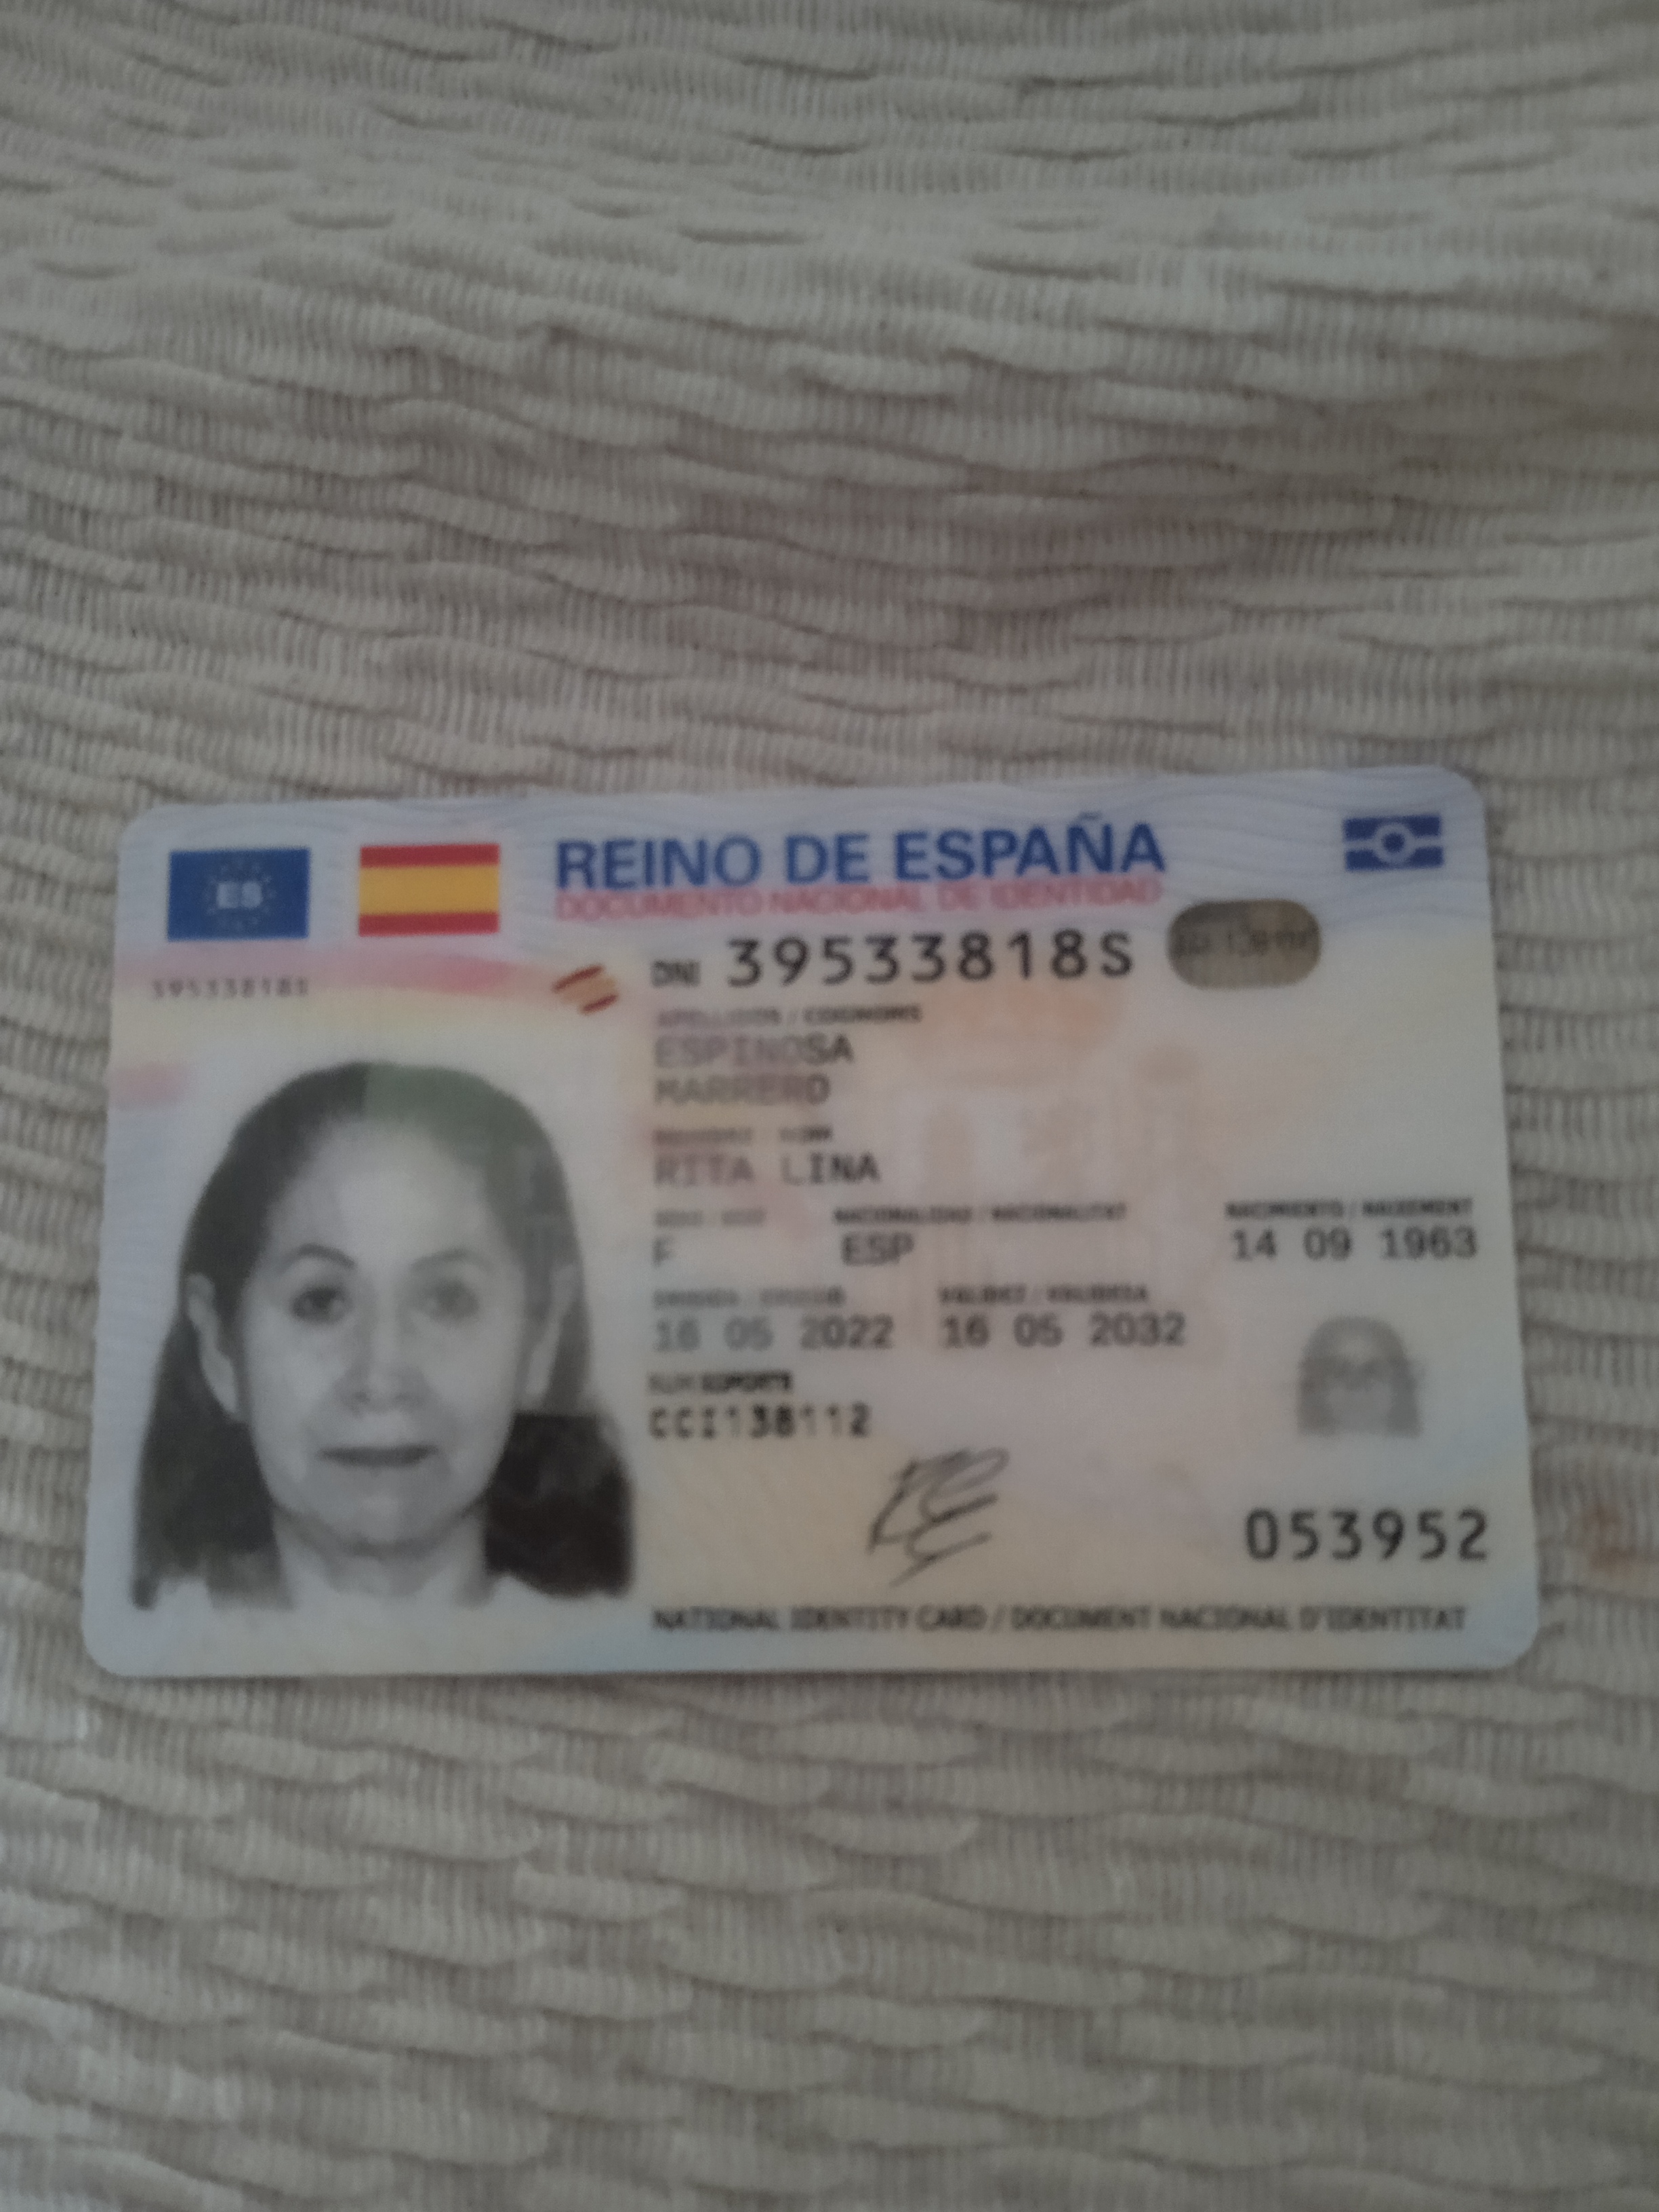 ES
REINO DE ESPAÑA
DOCUMENTO NACIONAL DE IDENTIDAD
DNI 39533818S
39533818S
APELLIDOS / COGNOMS
ESPINOSA
MARRERO
NOMBRE / NOM
RITA LINA
SEXO / SEXE NACIONALIDAD / NACIONALITAT NACIMIENTO / NAIXEMENT
F ESP 14 09 1963
EMISIÓN / EMISSIÓ VALIDEZ / VALIDESA
16 05 2022 16 05 2032
NUM SOPORTE
CCI138112
053952
NATIONAL IDENTITY CARD / DOCUMENT NACIONAL D'IDENTITAT